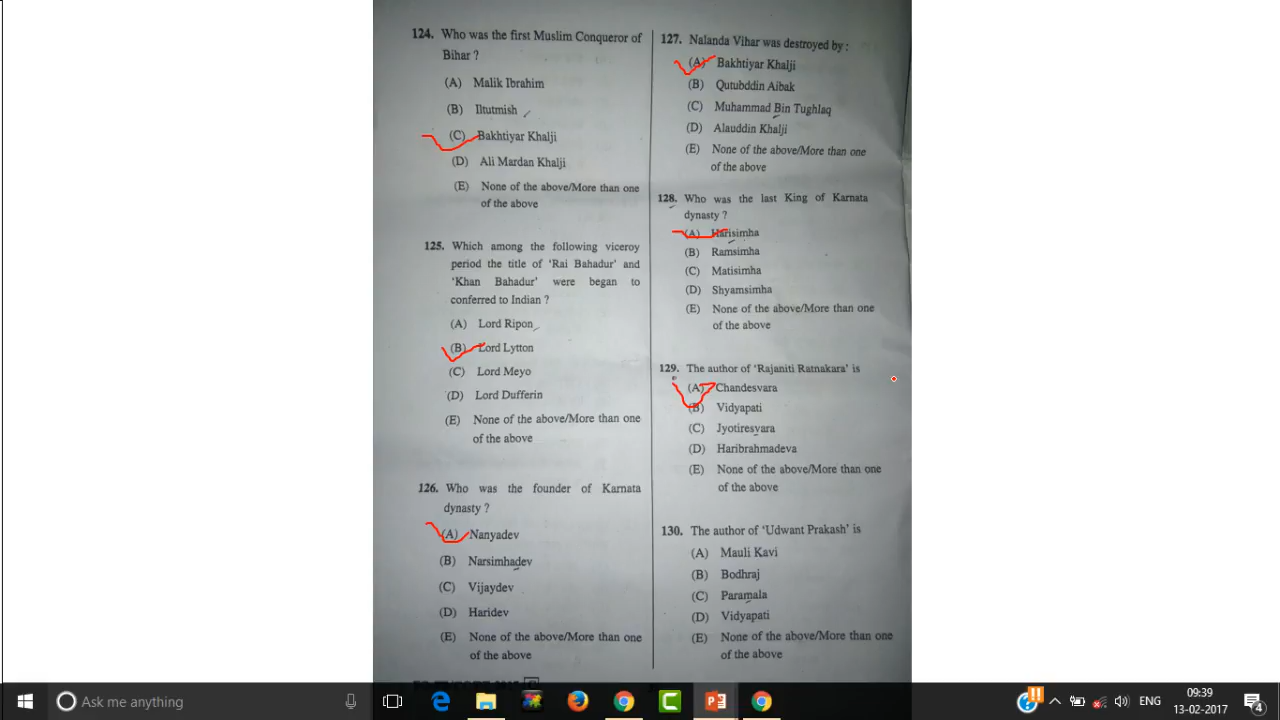 124. Who was the first Muslim Conqueror of
Bihar ?
(A) Malik Ibrahim
(B) Iltutmish
(C) Bakhtiyar Khalji
(D) Ali Mardan Khalji
(E) None of the above/More than one
of the above
125. Which among the following viceroy
period the title of 'Rai Bahadur' and
'Khan Bahadur' were began to
conferred to Indian ?
(A) Lord Ripon
(B) Lord Lytton
(C) Lord Meyo
(D) Lord Dufferin
(E) None of the above/More than one
of the above
126. Who was the founder of Karnata
dynasty ?
(A) Nanyadev
(B) Narsimhadev
(C) Vijaydev
(D) Haridev
(E) None of the above/More than one
of the above
127. Nalanda Vihar was destroyed by :
(A) Bakhtiyar Khalji
(B) Qutubddin Aibak
(C) Muhammad Bin Tughlaq
(D) Alauddin Khalji
(E) None of the above/More than one
of the above
128. Who was the last King of Karnata
dynasty ?
(A) Harisimha
(B) Ramsimha
(C) Matisimha
(D) Shyamsimha
(E) None of the above/More than one
of the above
129. The author of 'Rajaniti Ratnakara' is
(A) Chandesvara
(B) Vidyapati
(C) Jyotiresvara
(D) Haribrahmadeva
(E) None of the above/More than one
of the above
130. The author of 'Udwant Prakash' is
(A) Mauli Kavi
(B) Bodhraj
(C) Paramala
(D) Vidyapati
(E) None of the above/More than one
of the above
Ask me anything
ENG
09:39
13-02-2017
4